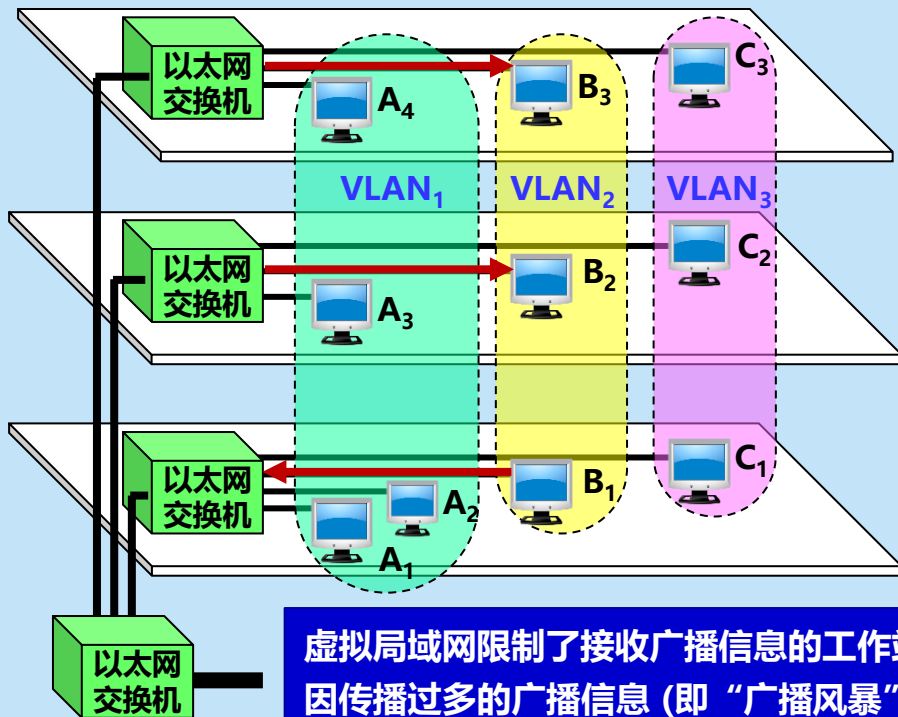 以太网
交换机
A₄
B₃
C₃
VLAN₁
VLAN₂
VLAN₃
以太网
交换机
A₃
B₂
C₂
以太网
交换机
A₂
A₁
B₁
C₁
以太网
交换机
虚拟局域网限制了接收广播信息的工作站
因传播过多的广播信息 (即“广播风暴”